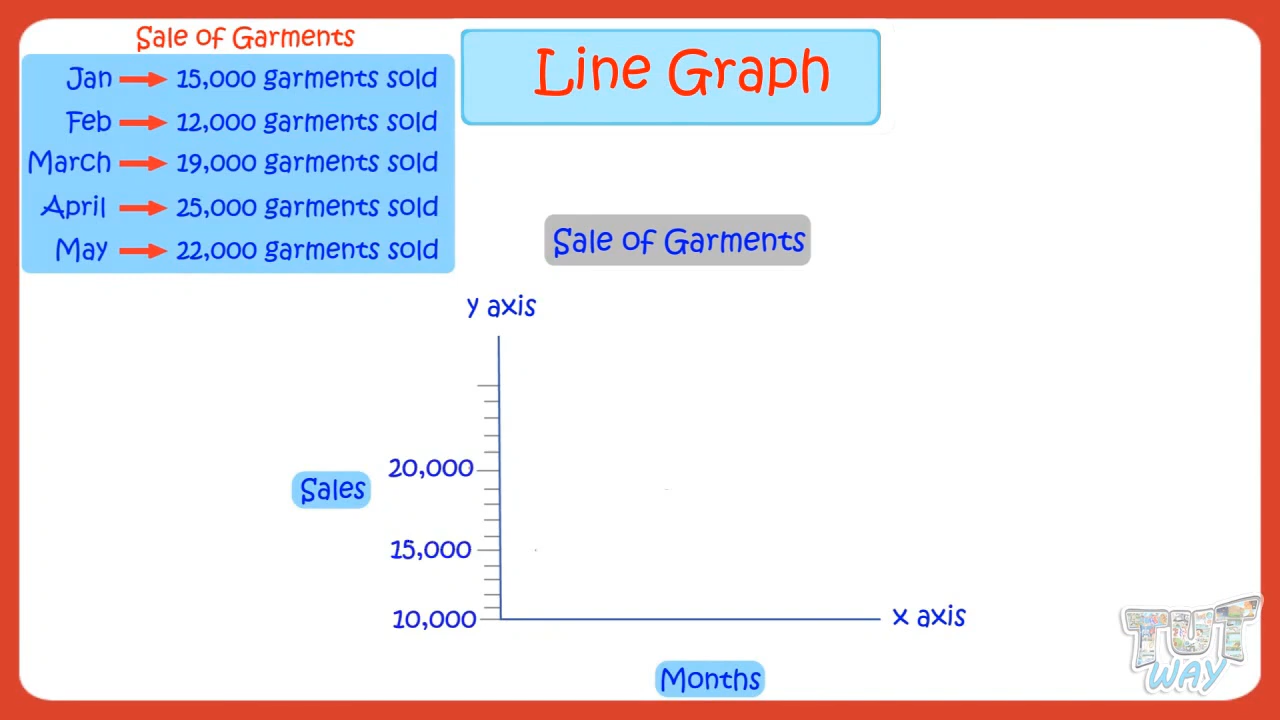 Sale of Garments
Jan → 15,000 garments sold
Feb → 12,000 garments sold
March → 19,000 garments sold
April → 25,000 garments sold
May → 22,000 garments sold
Line Graph
Sale of Garments
y axis
20,000
Sales
15,000
10,000
x axis
Months
TUT
WAY